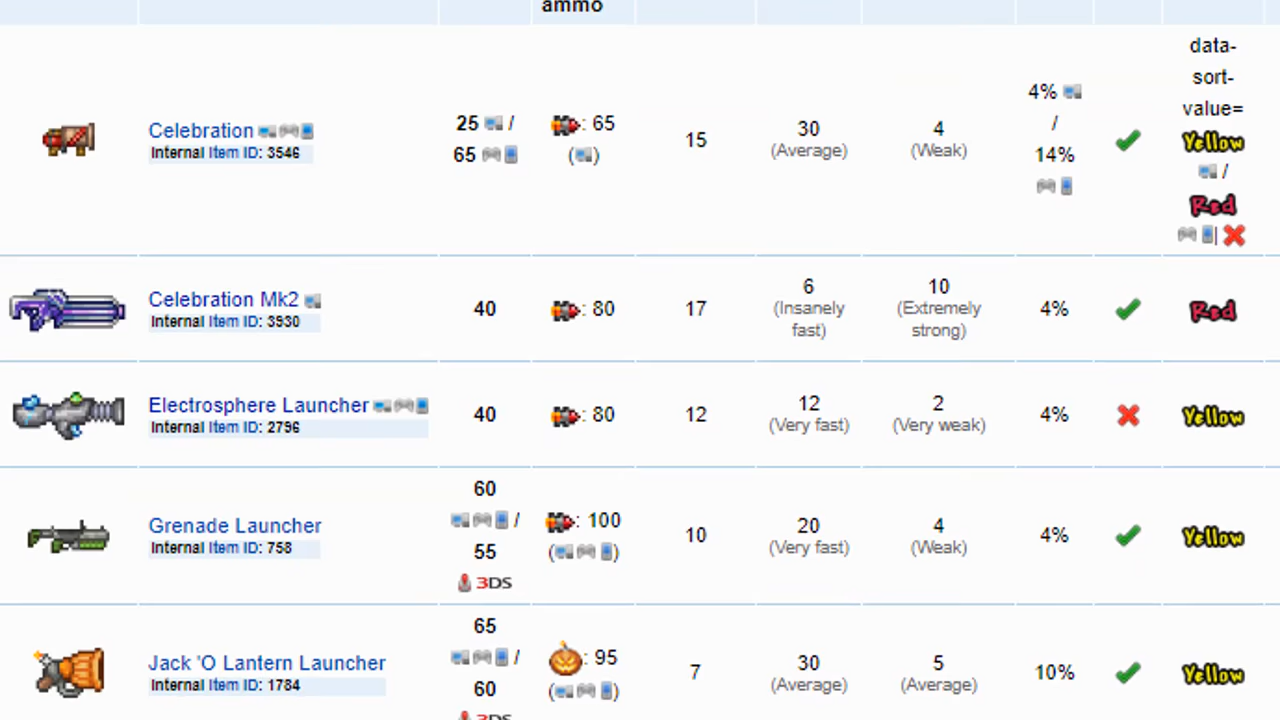 ammo
Celebration
Internal Item ID: 3546
25 /
65
: 65
()
15
30
(Average)
4
(Weak)
4%
/
14%
data-
sort-
value=
Yellow
/
Red
|
Celebration Mk2
Internal Item ID: 3930
40
: 80
17
6
(Insanely
fast)
10
(Extremely
strong)
4%
Red
Electrosphere Launcher
Internal Item ID: 2796
40
: 80
12
12
(Very fast)
2
(Very weak)
4%
Yellow
Grenade Launcher
Internal Item ID: 758
60
/
55
3DS
: 100
()
10
20
(Very fast)
4
(Weak)
4%
Yellow
Jack 'O Lantern Launcher
Internal Item ID: 1784
65
/
60
3DS
: 95
()
7
30
(Average)
5
(Average)
10%
Yellow